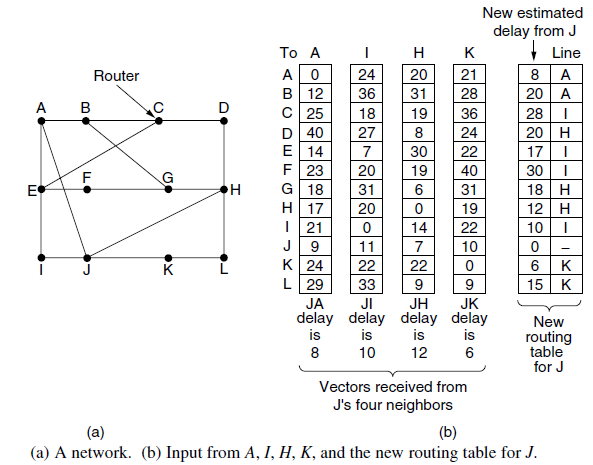 New estimated
delay from J
To A I H K Line
Router
A 0 24 20 21 8 A
B 12 36 31 28 20 A
C 25 18 19 36 28 I
D 40 27 8 24 20 H
E 14 7 30 22 17 I
F 23 20 19 40 30 I
G 18 31 6 31 18 H
H 17 20 0 19 12 H
I 21 0 14 22 10 I
J 9 11 7 10 0 –
K 24 22 22 0 6 K
L 29 33 9 9 15 K
A B C D
E F G H
I J K L
JA JI JH JK
delay delay delay delay
is is is is
8 10 12 6
New
routing
table
for J
Vectors received from
J's four neighbors
(a) (b)
(a) A network. (b) Input from A, I, H, K, and the new routing table for J.